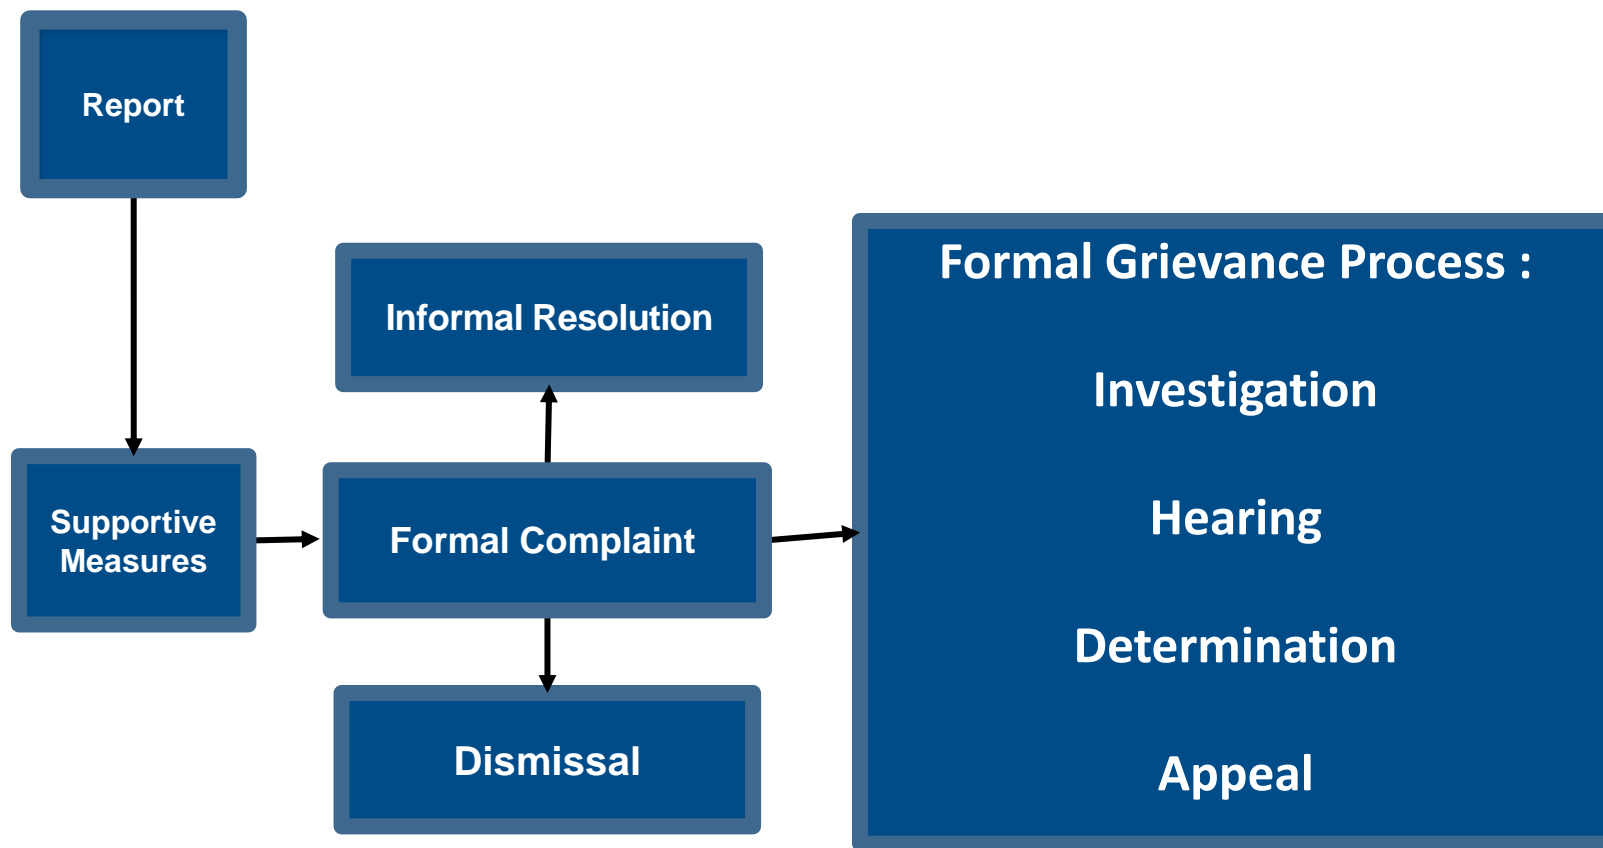 Report
Supportive
Measures
Informal Resolution
Formal Complaint
Dismissal
Formal Grievance Process :
Investigation
Hearing
Determination
Appeal